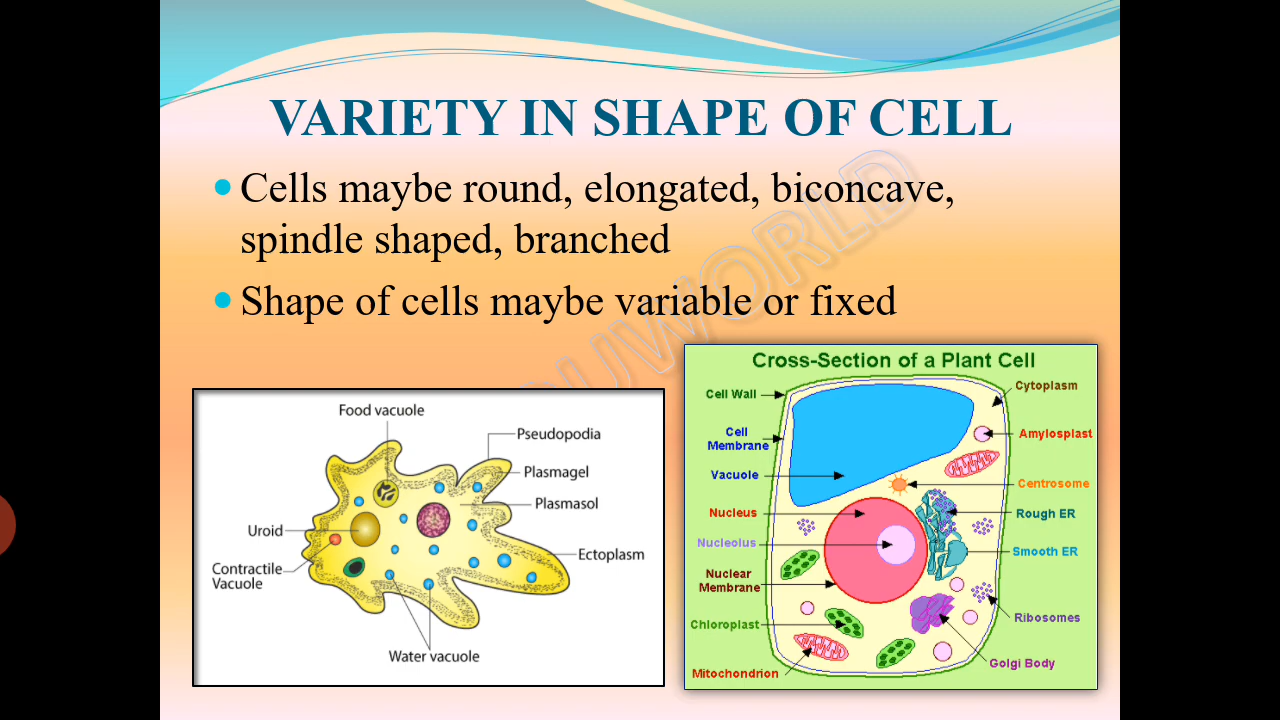 VARIETY IN SHAPE OF CELL
Cells maybe round, elongated, biconcave,
spindle shaped, branched
Shape of cells maybe variable or fixed
Food vacuole
Pseudopodia
Plasmagel
Plasmasol
Uroid
Ectoplasm
Contractile
Vacuole
Water vacuole
Cross-Section of a Plant Cell
Cell Wall
Cytoplasm
Cell
Membrane
Amylosplast
Vacuole
Centrosome
Nucleus
Rough ER
Nucleolus
Smooth ER
Nuclear
Membrane
Chloroplast
Ribosomes
Golgi Body
Mitochondrion